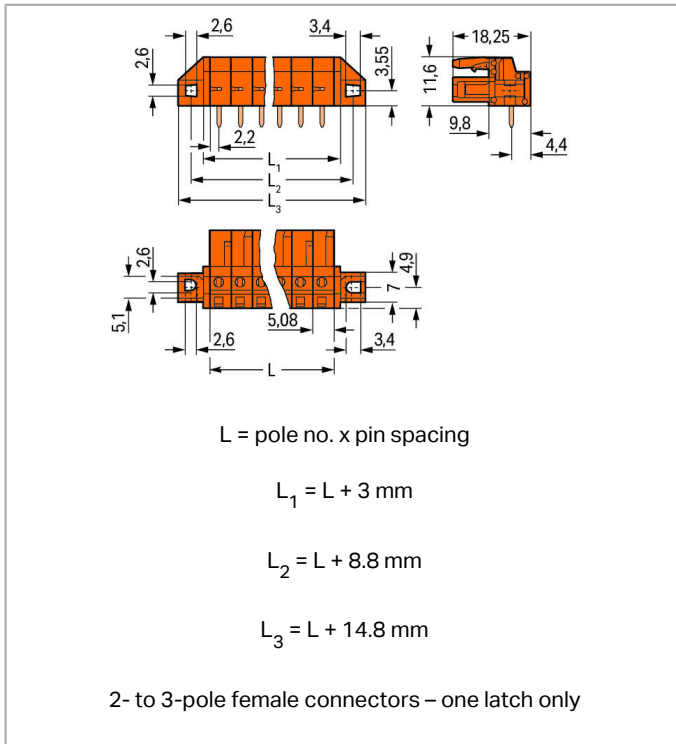 2,6 3,4 18,25
2,6 3,55 11,6
2,2 9,8 4,4
L1
L2
L3
2,6 4,9
5,1 5,08 7
2,6 L 3,4
L = pole no. x pin spacing
L1 = L + 3 mm
L2 = L + 8.8 mm
L3 = L + 14.8 mm
2- to 3-pole female connectors – one latch only